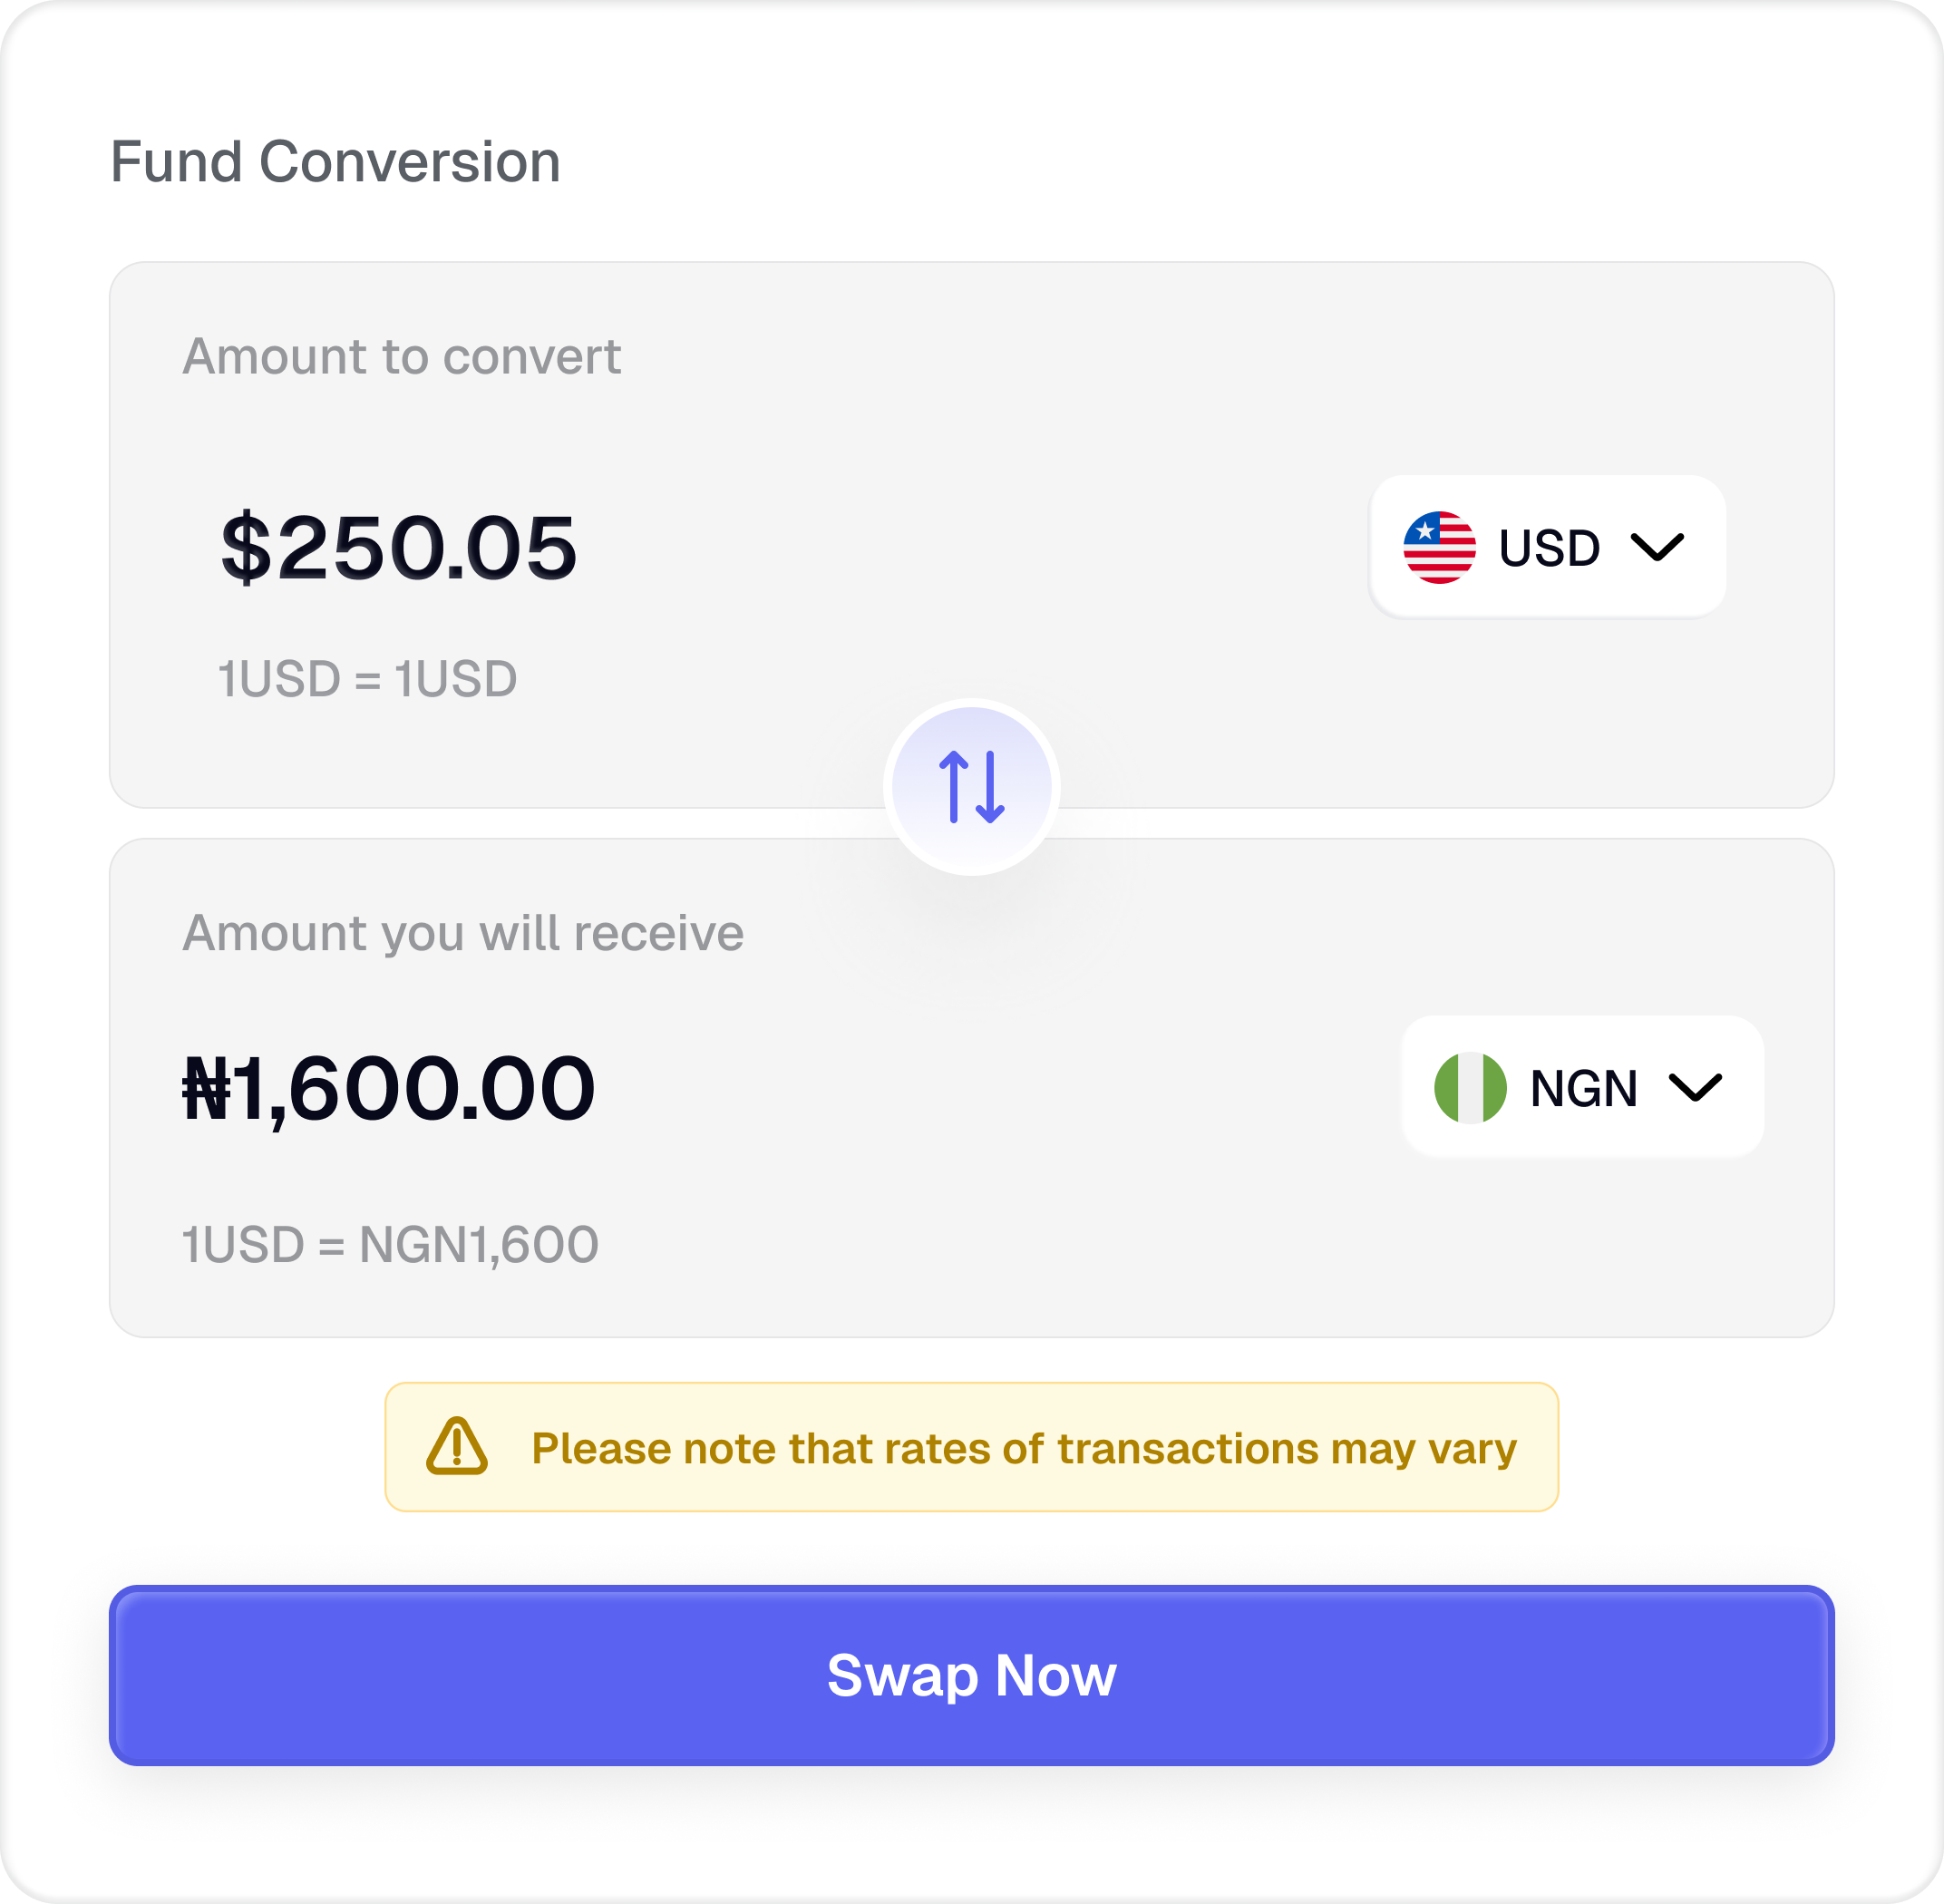 Fund Conversion
Amount to convert
$250.05
USD
1USD = 1USD
Amount you will receive
₦1,600.00
NGN
1USD = NGN1,600
Please note that rates of transactions may vary
Swap Now